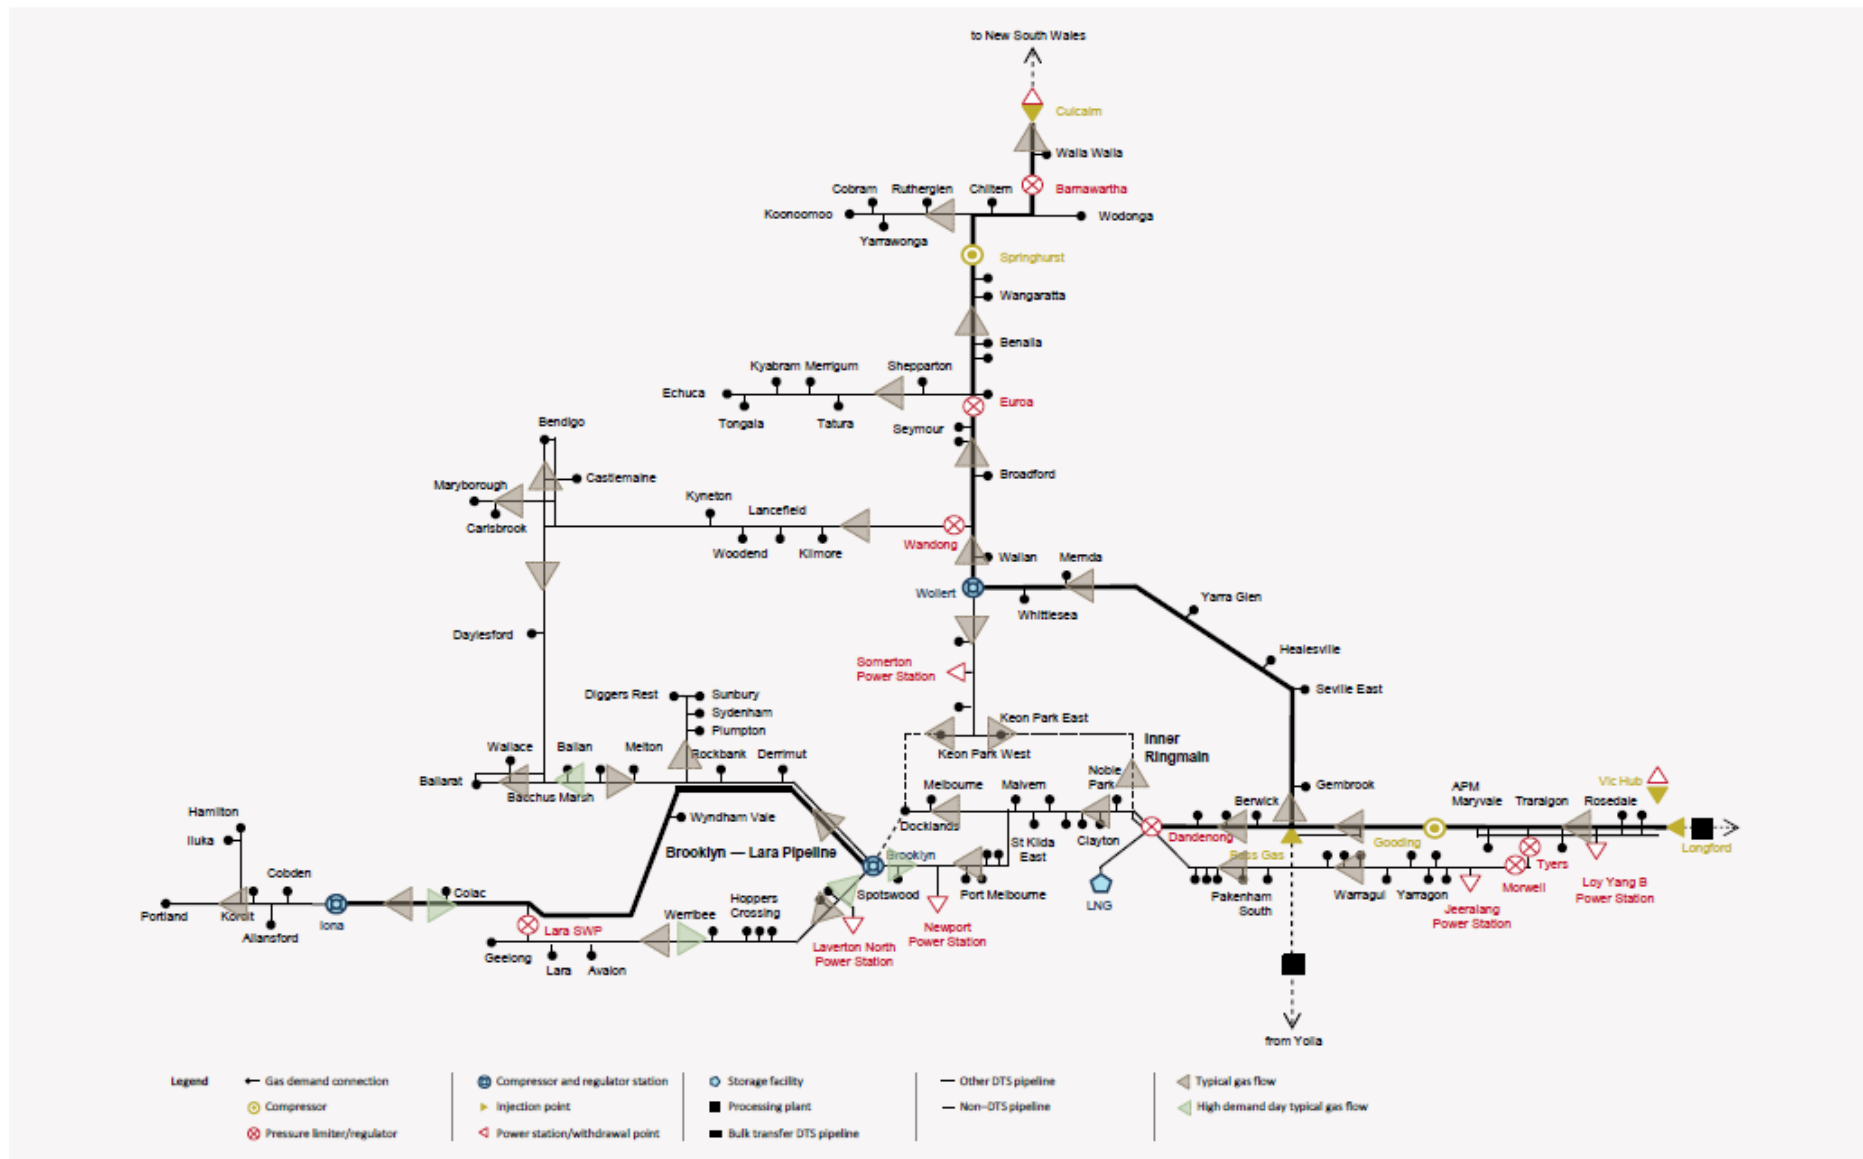 to New South Wales
Culcairn
Walla Walla
Barnawartha
Cobram
Rutherglen
Chiltern
Koonoomoo
Wodonga
Yarrawonga
Springhurst
Wangaratta
Benalla
Kyabram
Merrigum
Shepparton
Echuca
Euroa
Tongala
Tatura
Seymour
Bendigo
Broadford
Castlemaine
Maryborough
Carisbrook
Kyneton
Lancefield
Woodend
Kilmore
Wandong
Wallan
Mernda
Wollert
Whittlesea
Yarra Glen
Healesville
Daylesford
Somerton
Power Station
Seville East
Diggers Rest
Sunbury
Sydenham
Plumpton
Keon Park East
Keon Park West
Inner
Ringmain
Wallace
Ballan
Melton
Rockbank
Derrimut
Ballarat
Bacchus Marsh
Melbourne
Malvern
Noble
Park
Gembrook
APM
Maryvale
Traralgon
Rosedale
Vic Hub
Hamilton
Iluka
Wyndham Vale
Docklands
St Kilda
East
Clayton
Dandenong
Berwick
Bass Gas
Gooding
Longford
Brooklyn — Lara Pipeline
Brooklyn
Tyers
Morwell
Cobden
Colac
Hoppers
Crossing
Werribee
Spotswood
Port Melbourne
LNG
Pakenham
South
Warragul
Yarragon
Loy Yang B
Power Station
Jeeralang
Power Station
Portland
Koroit
Allansford
Iona
Lara SWP
Geelong
Lara
Avalon
Laverton North
Power Station
Newport
Power Station
from Yolla
Legend
Gas demand connection
Compressor
Pressure limiter/regulator
Compressor and regulator station
Injection point
Power station/withdrawal point
Storage facility
Processing plant
Bulk transfer DTS pipeline
Other DTS pipeline
Non–DTS pipeline
Typical gas flow
High demand day typical gas flow